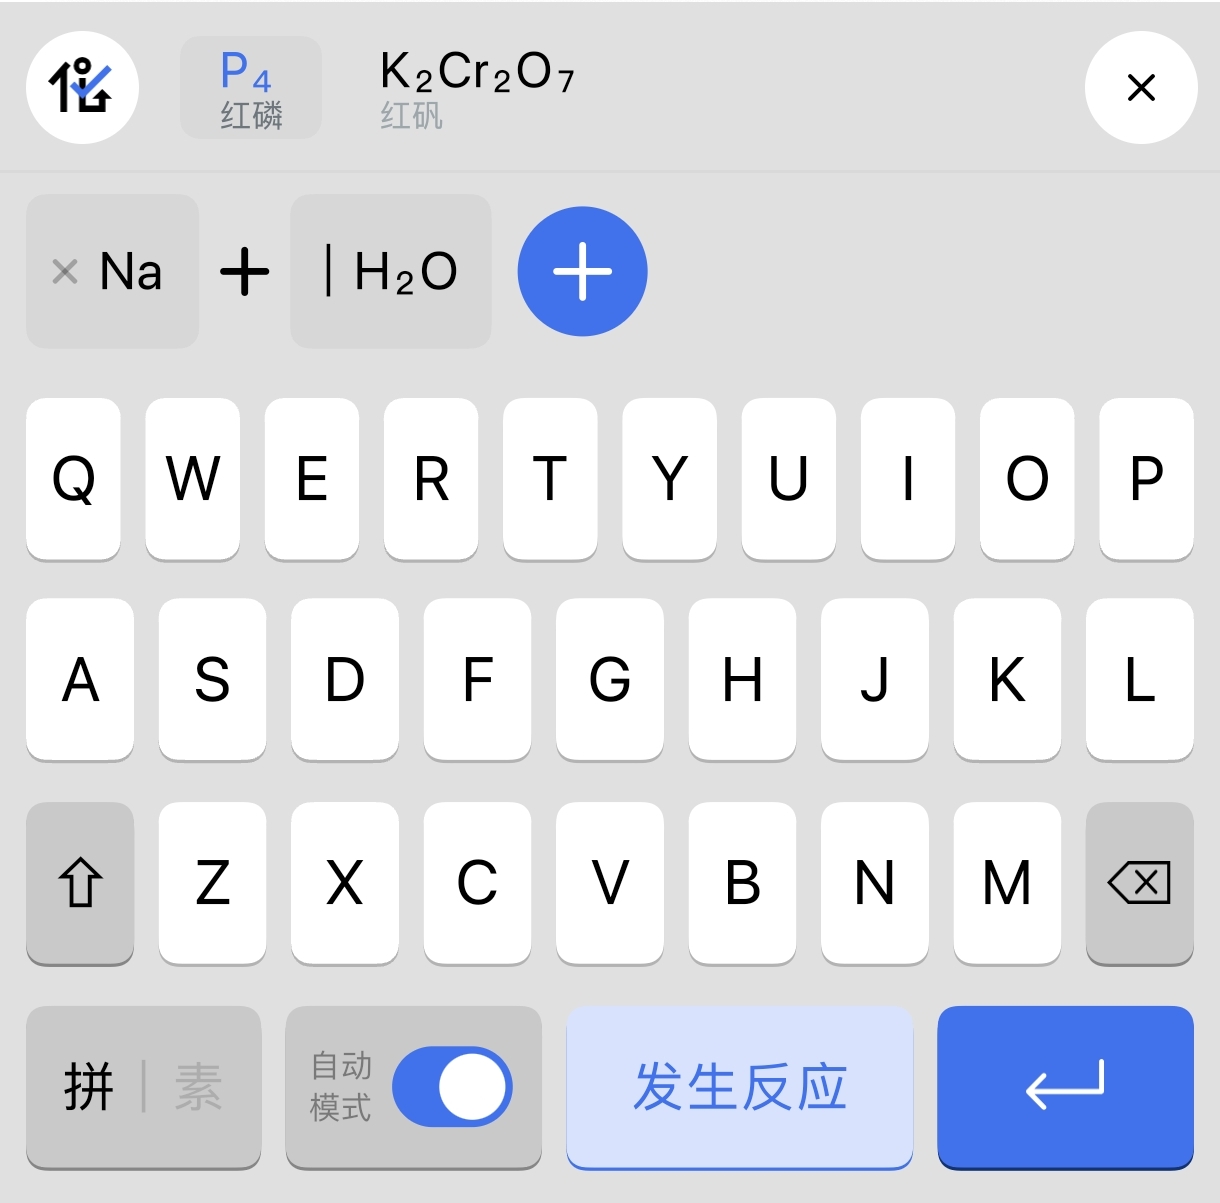 P₄ K₂Cr₂O₇
红磷 红矾
× Na + | H₂O +
Q W E R T Y U I O P
A S D F G H J K L
Z X C V B N M
拼 | 素 自动 发生反应
模式